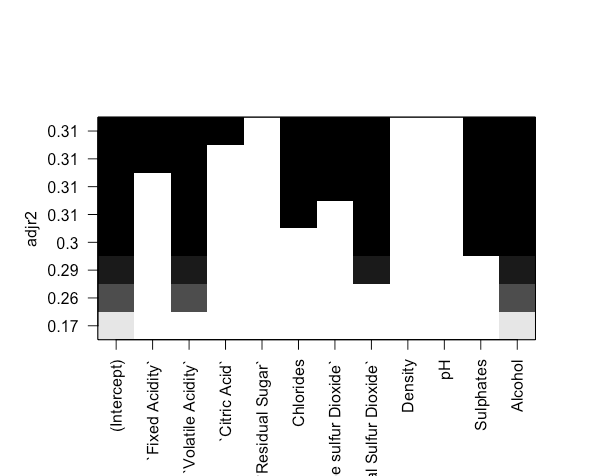 0.31
0.31
0.31
0.31
0.3
0.29
0.26
0.17
adjr2
(Intercept)
`Fixed Acidity`
`Volatile Acidity`
`Citric Acid`
Residual Sugar`
Chlorides
e sulfur Dioxide`
al Sulfur Dioxide`
Density
pH
Sulphates
Alcohol